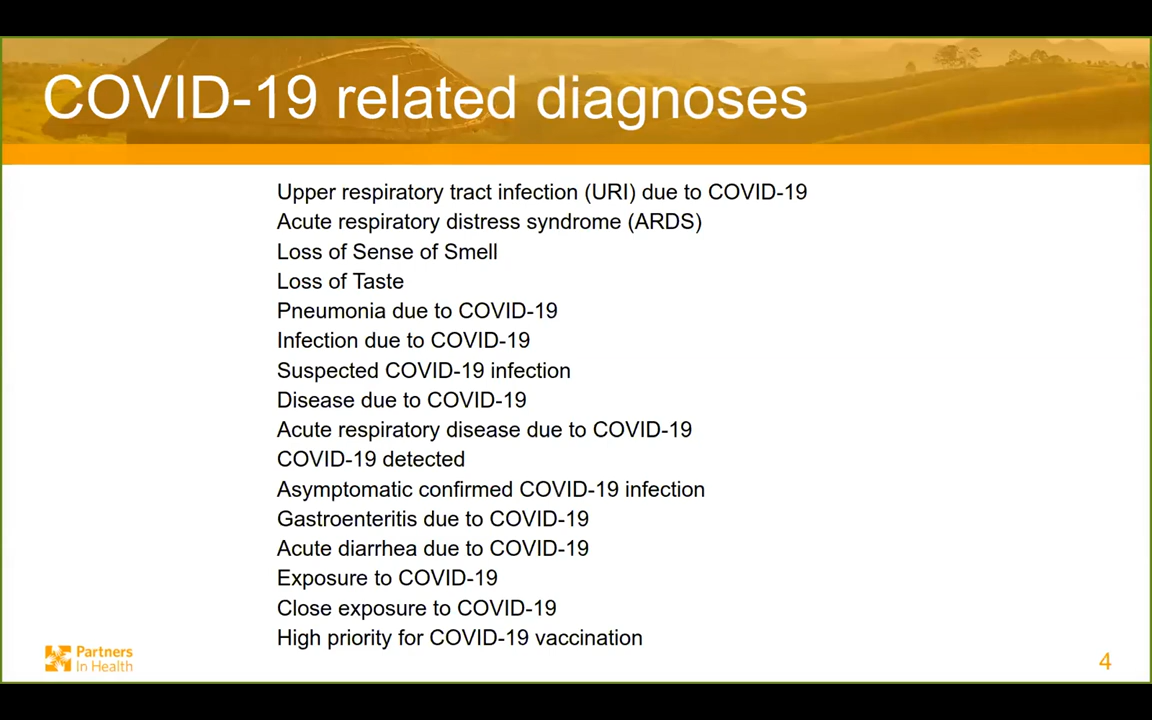 COVID-19 related diagnoses
Upper respiratory tract infection (URI) due to COVID-19
Acute respiratory distress syndrome (ARDS)
Loss of Sense of Smell
Loss of Taste
Pneumonia due to COVID-19
Infection due to COVID-19
Suspected COVID-19 infection
Disease due to COVID-19
Acute respiratory disease due to COVID-19
COVID-19 detected
Asymptomatic confirmed COVID-19 infection
Gastroenteritis due to COVID-19
Acute diarrhea due to COVID-19
Exposure to COVID-19
Close exposure to COVID-19
High priority for COVID-19 vaccination
Partners
In Health
4